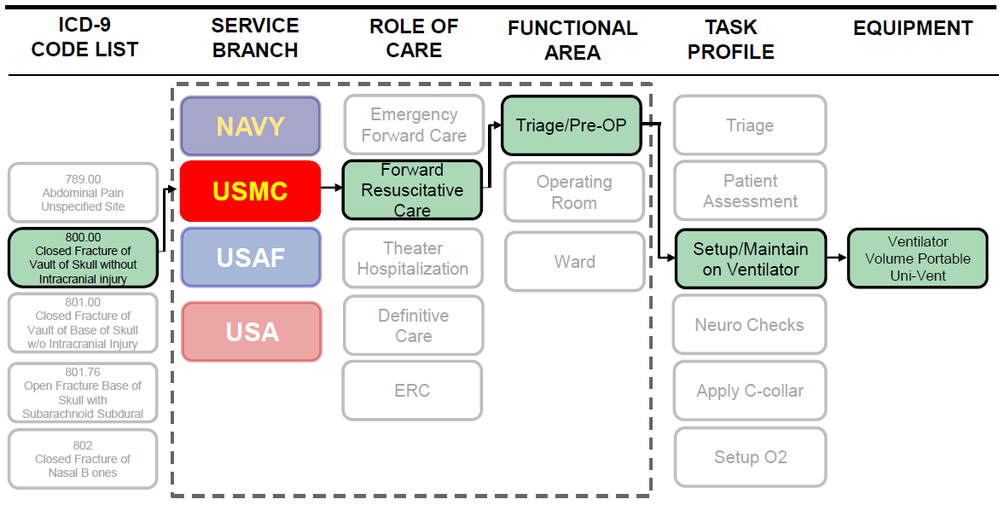 ICD-9
CODE LIST
SERVICE
BRANCH
ROLE OF
CARE
FUNCTIONAL
AREA
TASK
PROFILE
EQUIPMENT
789.00
Abdominal Pain
Unspecified Site
800.00
Closed Fracture of
Vault of Skull without
Intracranial injury
801.00
Closed Fracture of
Vault of Base of Skull
w/o Intracranial Injury
801.76
Open Fracture Base of
Skull with
Subarachnoid Subdural
802
Closed Fracture of
Nasal B ones
NAVY
USMC
USAF
USA
Emergency
Forward Care
Forward
Resuscitative
Care
Theater
Hospitalization
Definitive
Care
ERC
Triage/Pre-OP
Operating
Room
Ward
Triage
Patient
Assessment
Setup/Maintain
on Ventilator
Neuro Checks
Apply C-collar
Setup O2
Ventilator
Volume Portable
Uni-Vent